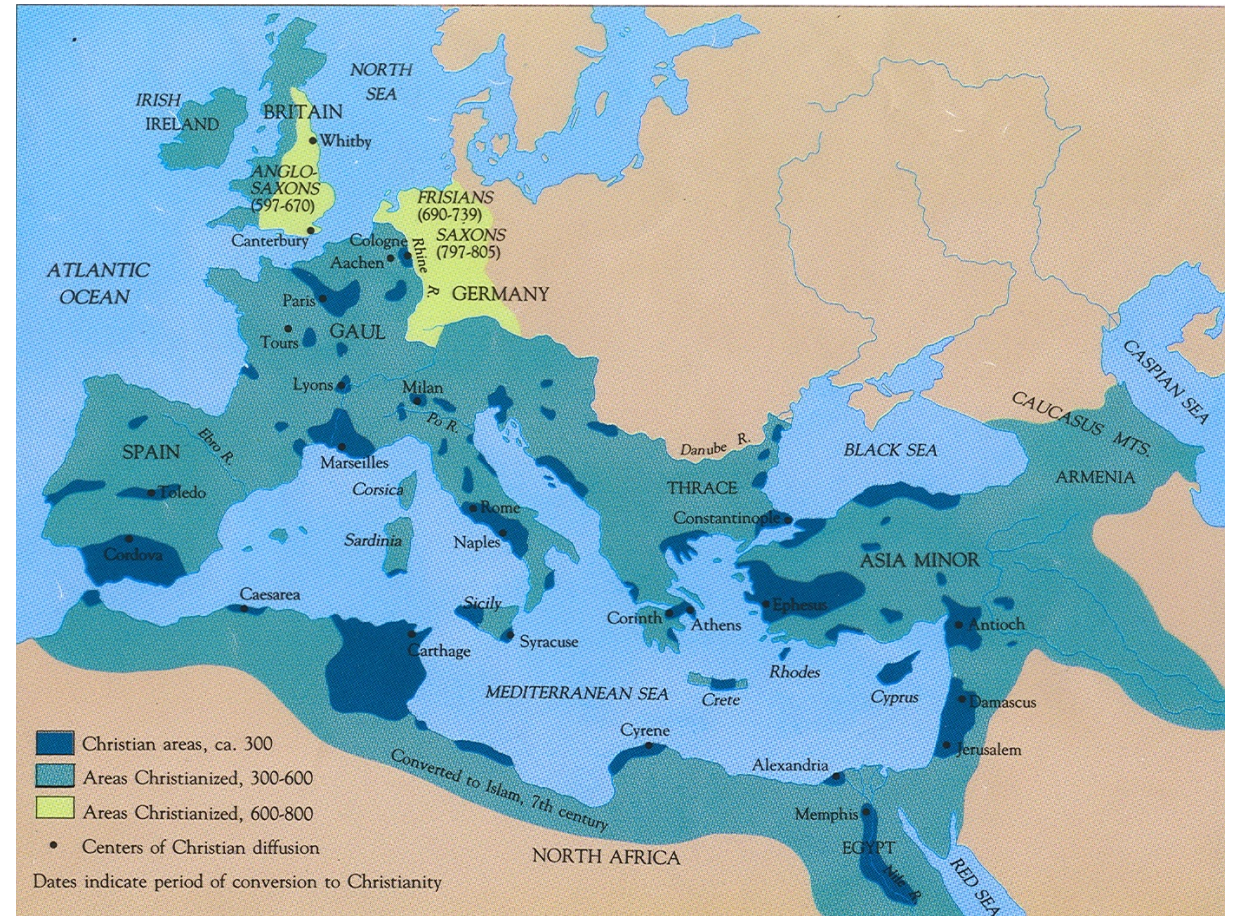 NORTH
SEA
IRISH
IRELAND
BRITAIN
Whitby
ANGLO-
SAXONS
(597-670)
FRISIANS
(690-739)
SAXONS
(797-805)
Canterbury
Cologne
Aachen
Rhine
R.
GERMANY
ATLANTIC
OCEAN
Paris
GAUL
Tours
Lyons
Milan
Po R.
CASPIAN SEA
CAUCASUS MTS.
SPAIN
Ebro R.
Marseilles
Danube R.
BLACK SEA
ARMENIA
Toledo
Corsica
THRACE
Rome
Constantinople
Cordova
Sardinia
Naples
ASIA MINOR
Caesarea
Sicily
Corinth
Athens
Ephesus
Antioch
Carthage
Syracuse
Rhodes
MEDITERRANEAN SEA
Crete
Cyprus
Damascus
Cyrene
Jerusalem
Alexandria
Converted to Islam, 7th century
Memphis
NORTH AFRICA
EGYPT
Nile R.
RED SEA
Christian areas, ca. 300
Areas Christianized, 300-600
Areas Christianized, 600-800
Centers of Christian diffusion
Dates indicate period of conversion to Christianity